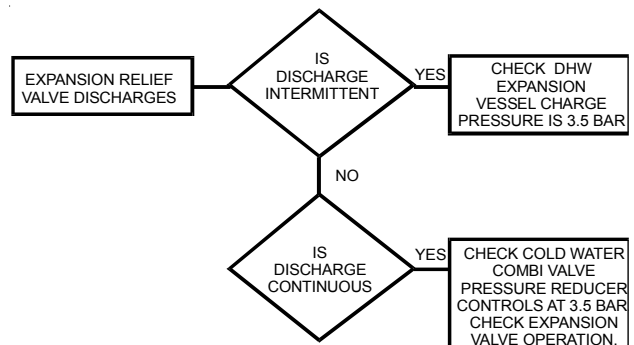 EXPANSION RELIEF
VALVE DISCHARGES
IS
DISCHARGE
INTERMITTENT
YES
CHECK DHW
EXPANSION
VESSEL CHARGE
PRESSURE IS 3.5 BAR
NO
IS
DISCHARGE
CONTINUOUS
YES
CHECK COLD WATER
COMBI VALVE
PRESSURE REDUCER
CONTROLS AT 3.5 BAR
CHECK EXPANSION
VALVE OPERATION.